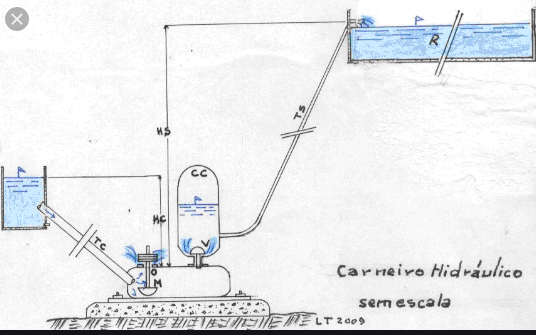 R
TS
HS
CC
HC
V
TC
O
M
Carneiro Hidráulico
sem escala
LT 2009